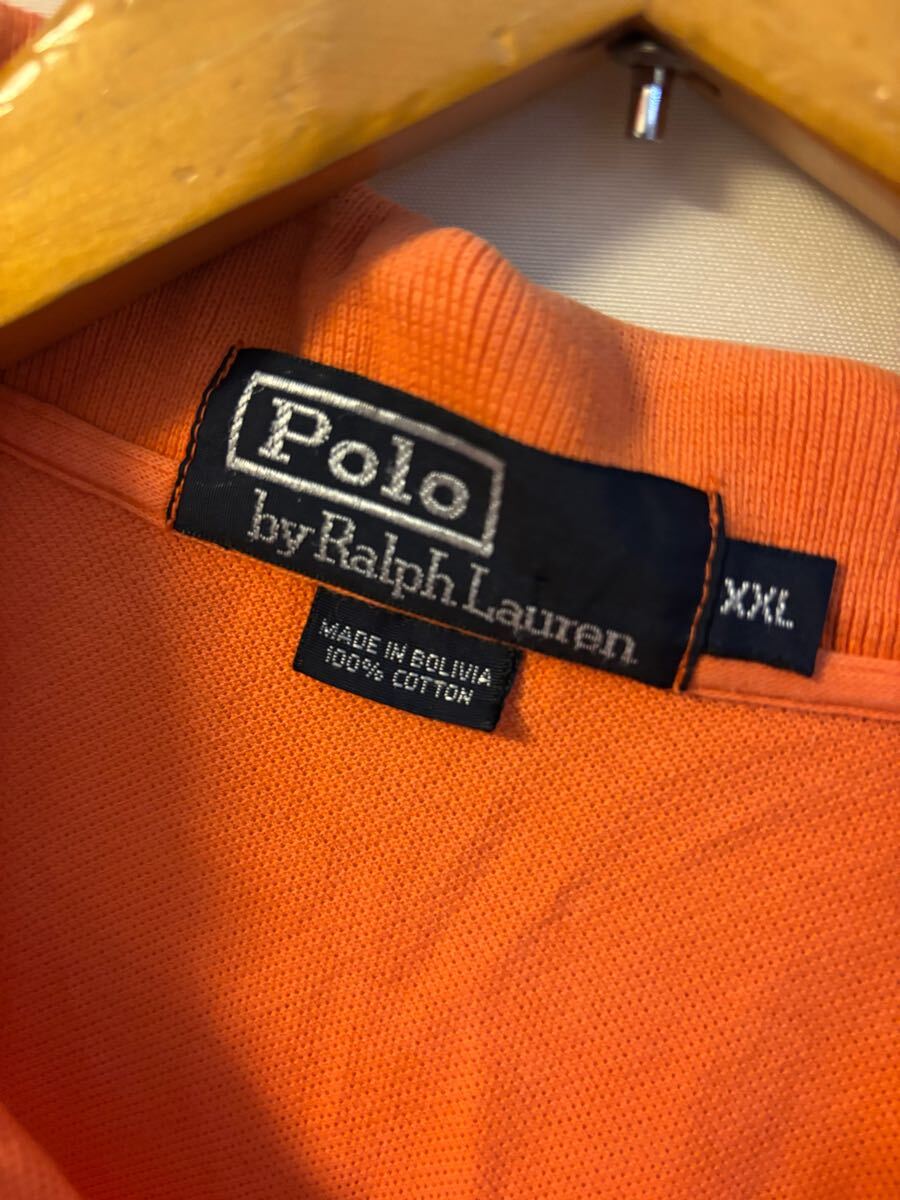 Polo
by Ralph Lauren
XXL
MADE IN BOLIVIA
100% COTTON